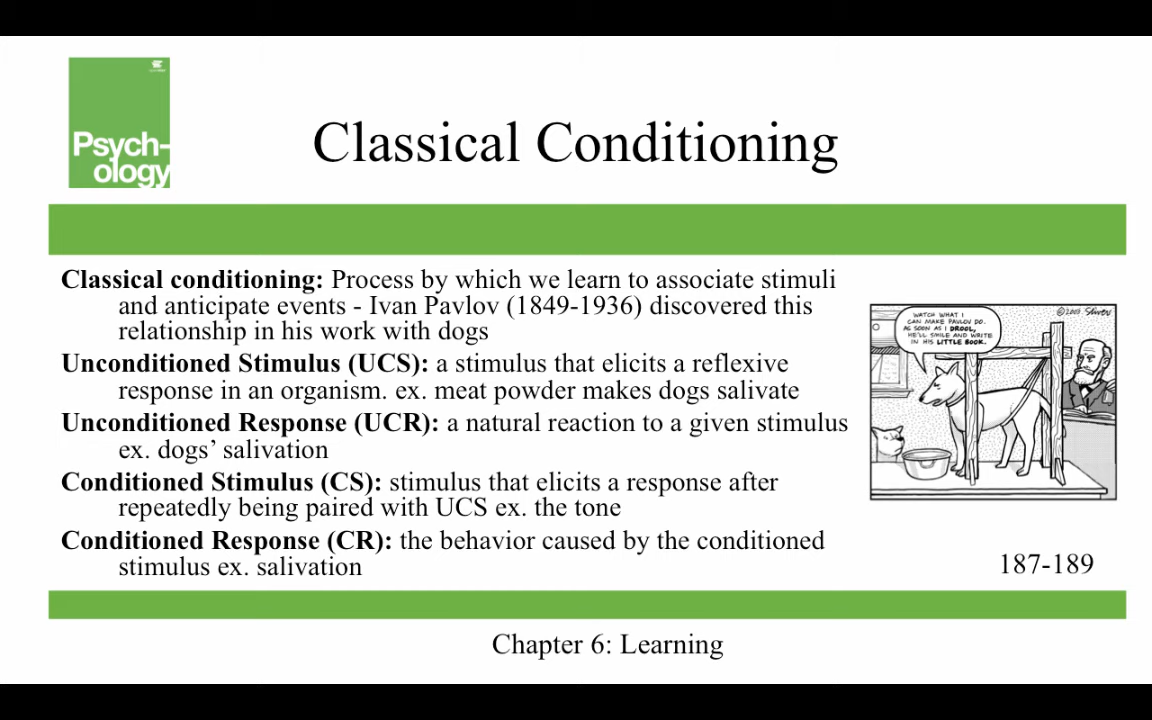 Psych-
ology
Classical Conditioning
Classical conditioning: Process by which we learn to associate stimuli
and anticipate events - Ivan Pavlov (1849-1936) discovered this
relationship in his work with dogs
Unconditioned Stimulus (UCS): a stimulus that elicits a reflexive
response in an organism. ex. meat powder makes dogs salivate
Unconditioned Response (UCR): a natural reaction to a given stimulus
ex. dogs’ salivation
Conditioned Stimulus (CS): stimulus that elicits a response after
repeatedly being paired with UCS ex. the tone
Conditioned Response (CR): the behavior caused by the conditioned
stimulus ex. salivation
WATCH WHAT I
CAN MAKE PAVLOV DO.
AS SOON AS I DROOL,
HE'LL SMILE AND WRITE
IN HIS LITTLE BOOK.
©2003
187-189
Chapter 6: Learning